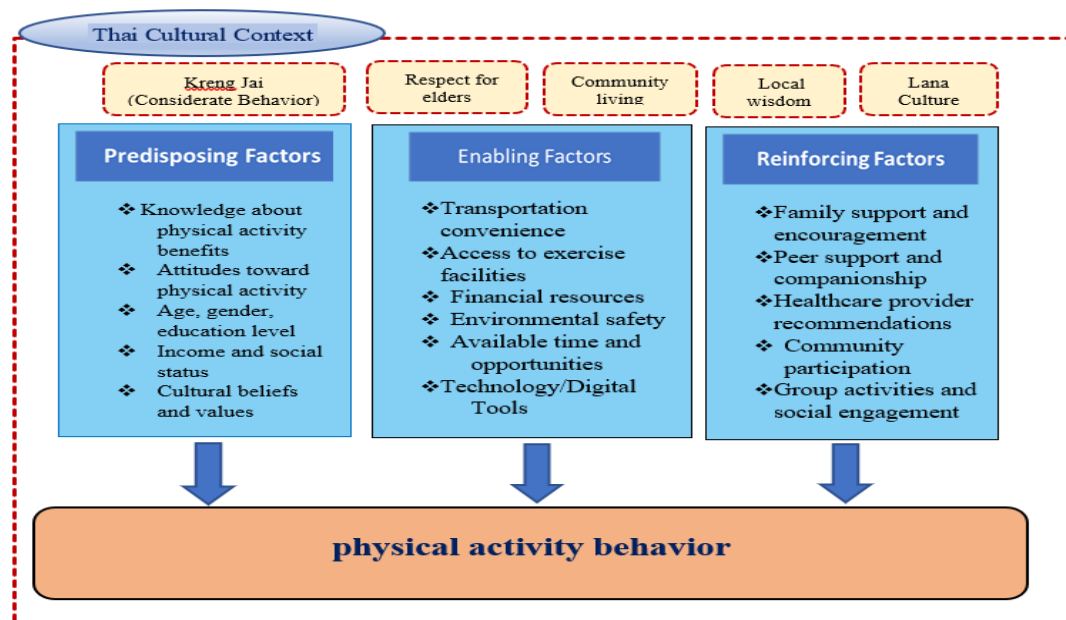 Thai Cultural Context
Kreng Jai
(Considerate Behavior)
Respect for
elders
Community
living
Local
wisdom
Lana
Culture
Predisposing Factors
❖ Knowledge about
physical activity
benefits
❖ Attitudes toward
physical activity
❖ Age, gender,
education level
❖ Income and social
status
❖ Cultural beliefs
and values
Enabling Factors
❖Transportation
convenience
❖Access to exercise
facilities
❖ Financial resources
❖ Environmental safety
❖ Available time and
opportunities
❖Technology/Digital
Tools
Reinforcing Factors
❖Family support and
encouragement
❖Peer support and
companionship
❖Healthcare provider
recommendations
❖ Community
participation
❖Group activities and
social engagement
physical activity behavior